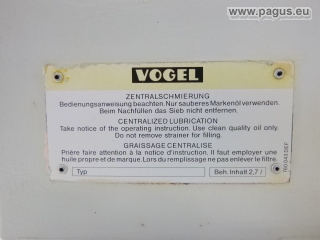 www.pagus.eu
VOGEL
ZENTRALSCHMIERUNG
Bedienungsanweisung beachten. Nur sauberes Markenöl verwenden.
Beim Nachfüllen das Sieb nicht entfernen.
CENTRALIZED LUBRICATION
Take notice of the operating instruction. Use clean quality oil only.
Do not remove strainer for filling.
GRAISSAGE CENTRALISE
Prière faire attention à la notice d'instruction. Il faut employer une
huile propre et de marque. Lors du remplissage ne pas enlever le filtre.
Typ
Beh. Inhalt 2,7 l